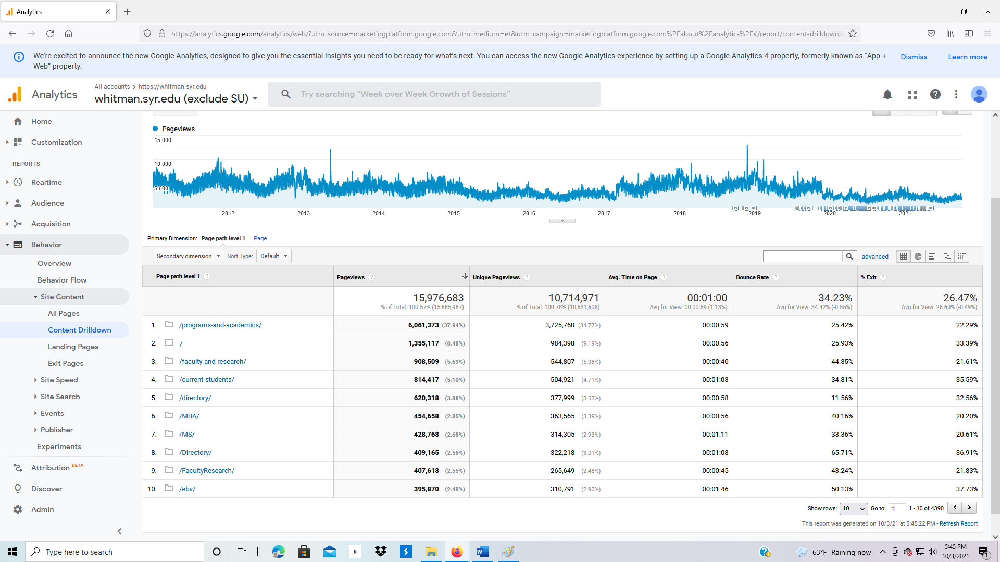 Analytics
https://analytics.google.com/analytics/web/?utm_source=marketingplatform.google.com&utm_medium=et&utm_campaign=marketingplatform.google.com%2Fabout%2Fanalytics%2F#/report/content-drilldown/
We're excited to announce the new Google Analytics, designed to give you the essential insights you need to be ready for what's next. You can access the new Google Analytics experience by setting up a Google Analytics 4 property, formerly known as “App +
Web” property.
Dismiss
Learn more
Analytics
All accounts > https://whitman.syr.edu
whitman.syr.edu (exclude SU)
Try searching “Week over Week Growth of Sessions”
Home
Customization
REPORTS
Realtime
Audience
Acquisition
Behavior
Overview
Behavior Flow
Site Content
All Pages
Content Drilldown
Landing Pages
Exit Pages
Site Speed
Site Search
Events
Publisher
Experiments
Attribution BETA
Discover
Admin
Pageviews
15,000
10,000
5,000
2012 2013 2014 2015 2016 2017 2018 2019 2020 2021
Primary Dimension: Page path level 1 Page
Secondary dimension Sort Type: Default
advanced
Page path level 1 ? Pageviews ? Unique Pageviews ? Avg. Time on Page ? Bounce Rate ? % Exit ?
15,976,683 10,714,971 00:01:00 34.23% 26.47%
% of Total: 100.57% (15,885,987) % of Total: 100.78% (10,631,606) Avg for View: 00:00:59 (1.13%) Avg for View: 34.42% (-0.55%) Avg for View: 26.60% (-0.49%)
1. /programs-and-academics/ 6,061,373 (37.94%) 3,725,760 (34.77%) 00:00:59 25.42% 22.29%
2. / 1,355,117 (8.48%) 984,398 (9.19%) 00:00:56 25.93% 33.39%
3. /faculty-and-research/ 908,509 (5.69%) 544,807 (5.08%) 00:00:40 44.35% 21.61%
4. /current-students/ 814,417 (5.10%) 504,921 (4.71%) 00:01:03 34.81% 35.59%
5. /directory/ 620,318 (3.88%) 377,999 (3.53%) 00:00:58 11.56% 32.56%
6. /MBA/ 454,658 (2.85%) 363,565 (3.39%) 00:00:56 40.16% 20.20%
7. /MS/ 428,768 (2.68%) 314,305 (2.93%) 00:01:11 33.36% 20.61%
8. /Directory/ 409,165 (2.56%) 322,218 (3.01%) 00:01:08 65.71% 36.91%
9. /FacultyResearch/ 407,618 (2.55%) 265,649 (2.48%) 00:00:45 43.24% 21.83%
10. /ebv/ 395,870 (2.48%) 310,791 (2.90%) 00:01:46 50.13% 37.73%
Show rows: 10 Go to: 1 1 - 10 of 4390
This report was generated on 10/3/21 at 5:45:22 PM - Refresh Report
Type here to search
a
W
63°F Raining now
5:45 PM
10/3/2021
1